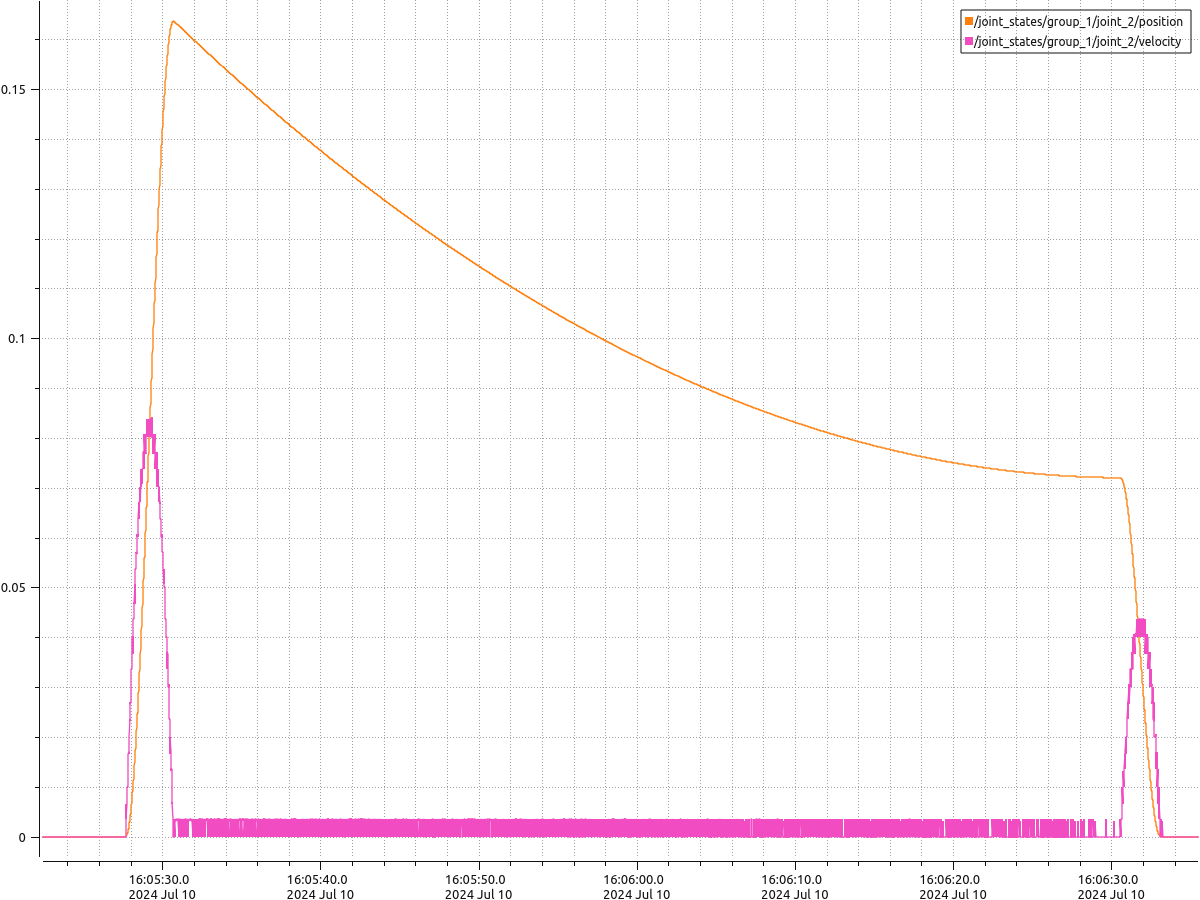 /joint_states/group_1/joint_2/position
/joint_states/group_1/joint_2/velocity
0.15
0.1
0.05
0
16:05:30.0 16:05:40.0 16:05:50.0 16:06:00.0 16:06:10.0 16:06:20.0 16:06:30.0
2024 Jul 10 2024 Jul 10 2024 Jul 10 2024 Jul 10 2024 Jul 10 2024 Jul 10 2024 Jul 10